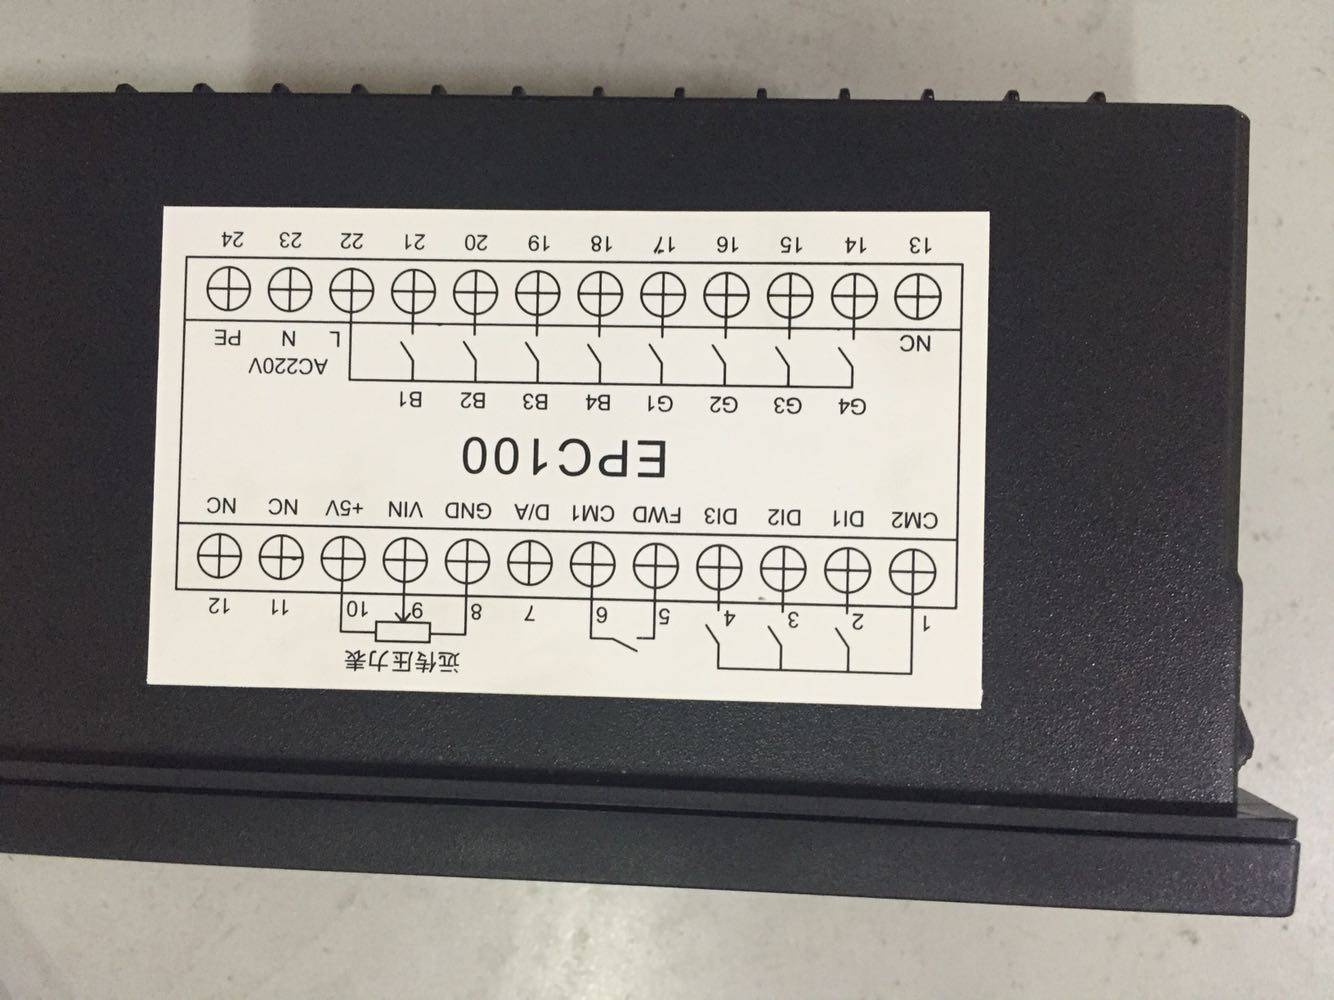 远传压力表
1 2 3 4 5 6 7 8 9 10 11 12
CM2 DI1 DI2 DI3 FWD CM1 D/A GND VIN +5V NC NC
EPC100
G4 G3 G2 G1 B4 B3 B2 B1
AC220V
NC L N PE
13 14 15 16 17 18 19 20 21 22 23 24